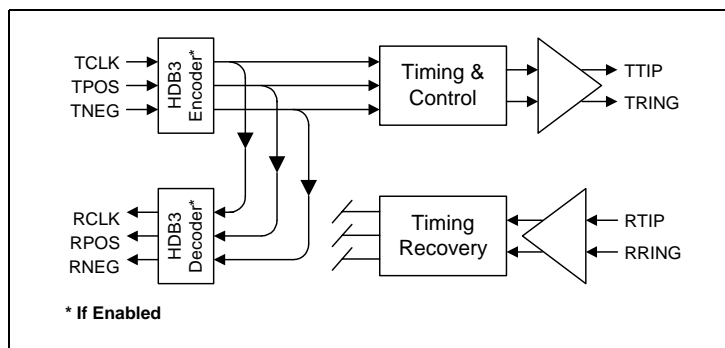 TCLK
TPOS
TNEG
HDB3
Encoder*
Timing &
Control
TTIP
TRING
RCLK
RPOS
RNEG
HDB3
Decoder*
Timing
Recovery
RTIP
RRING
* If Enabled